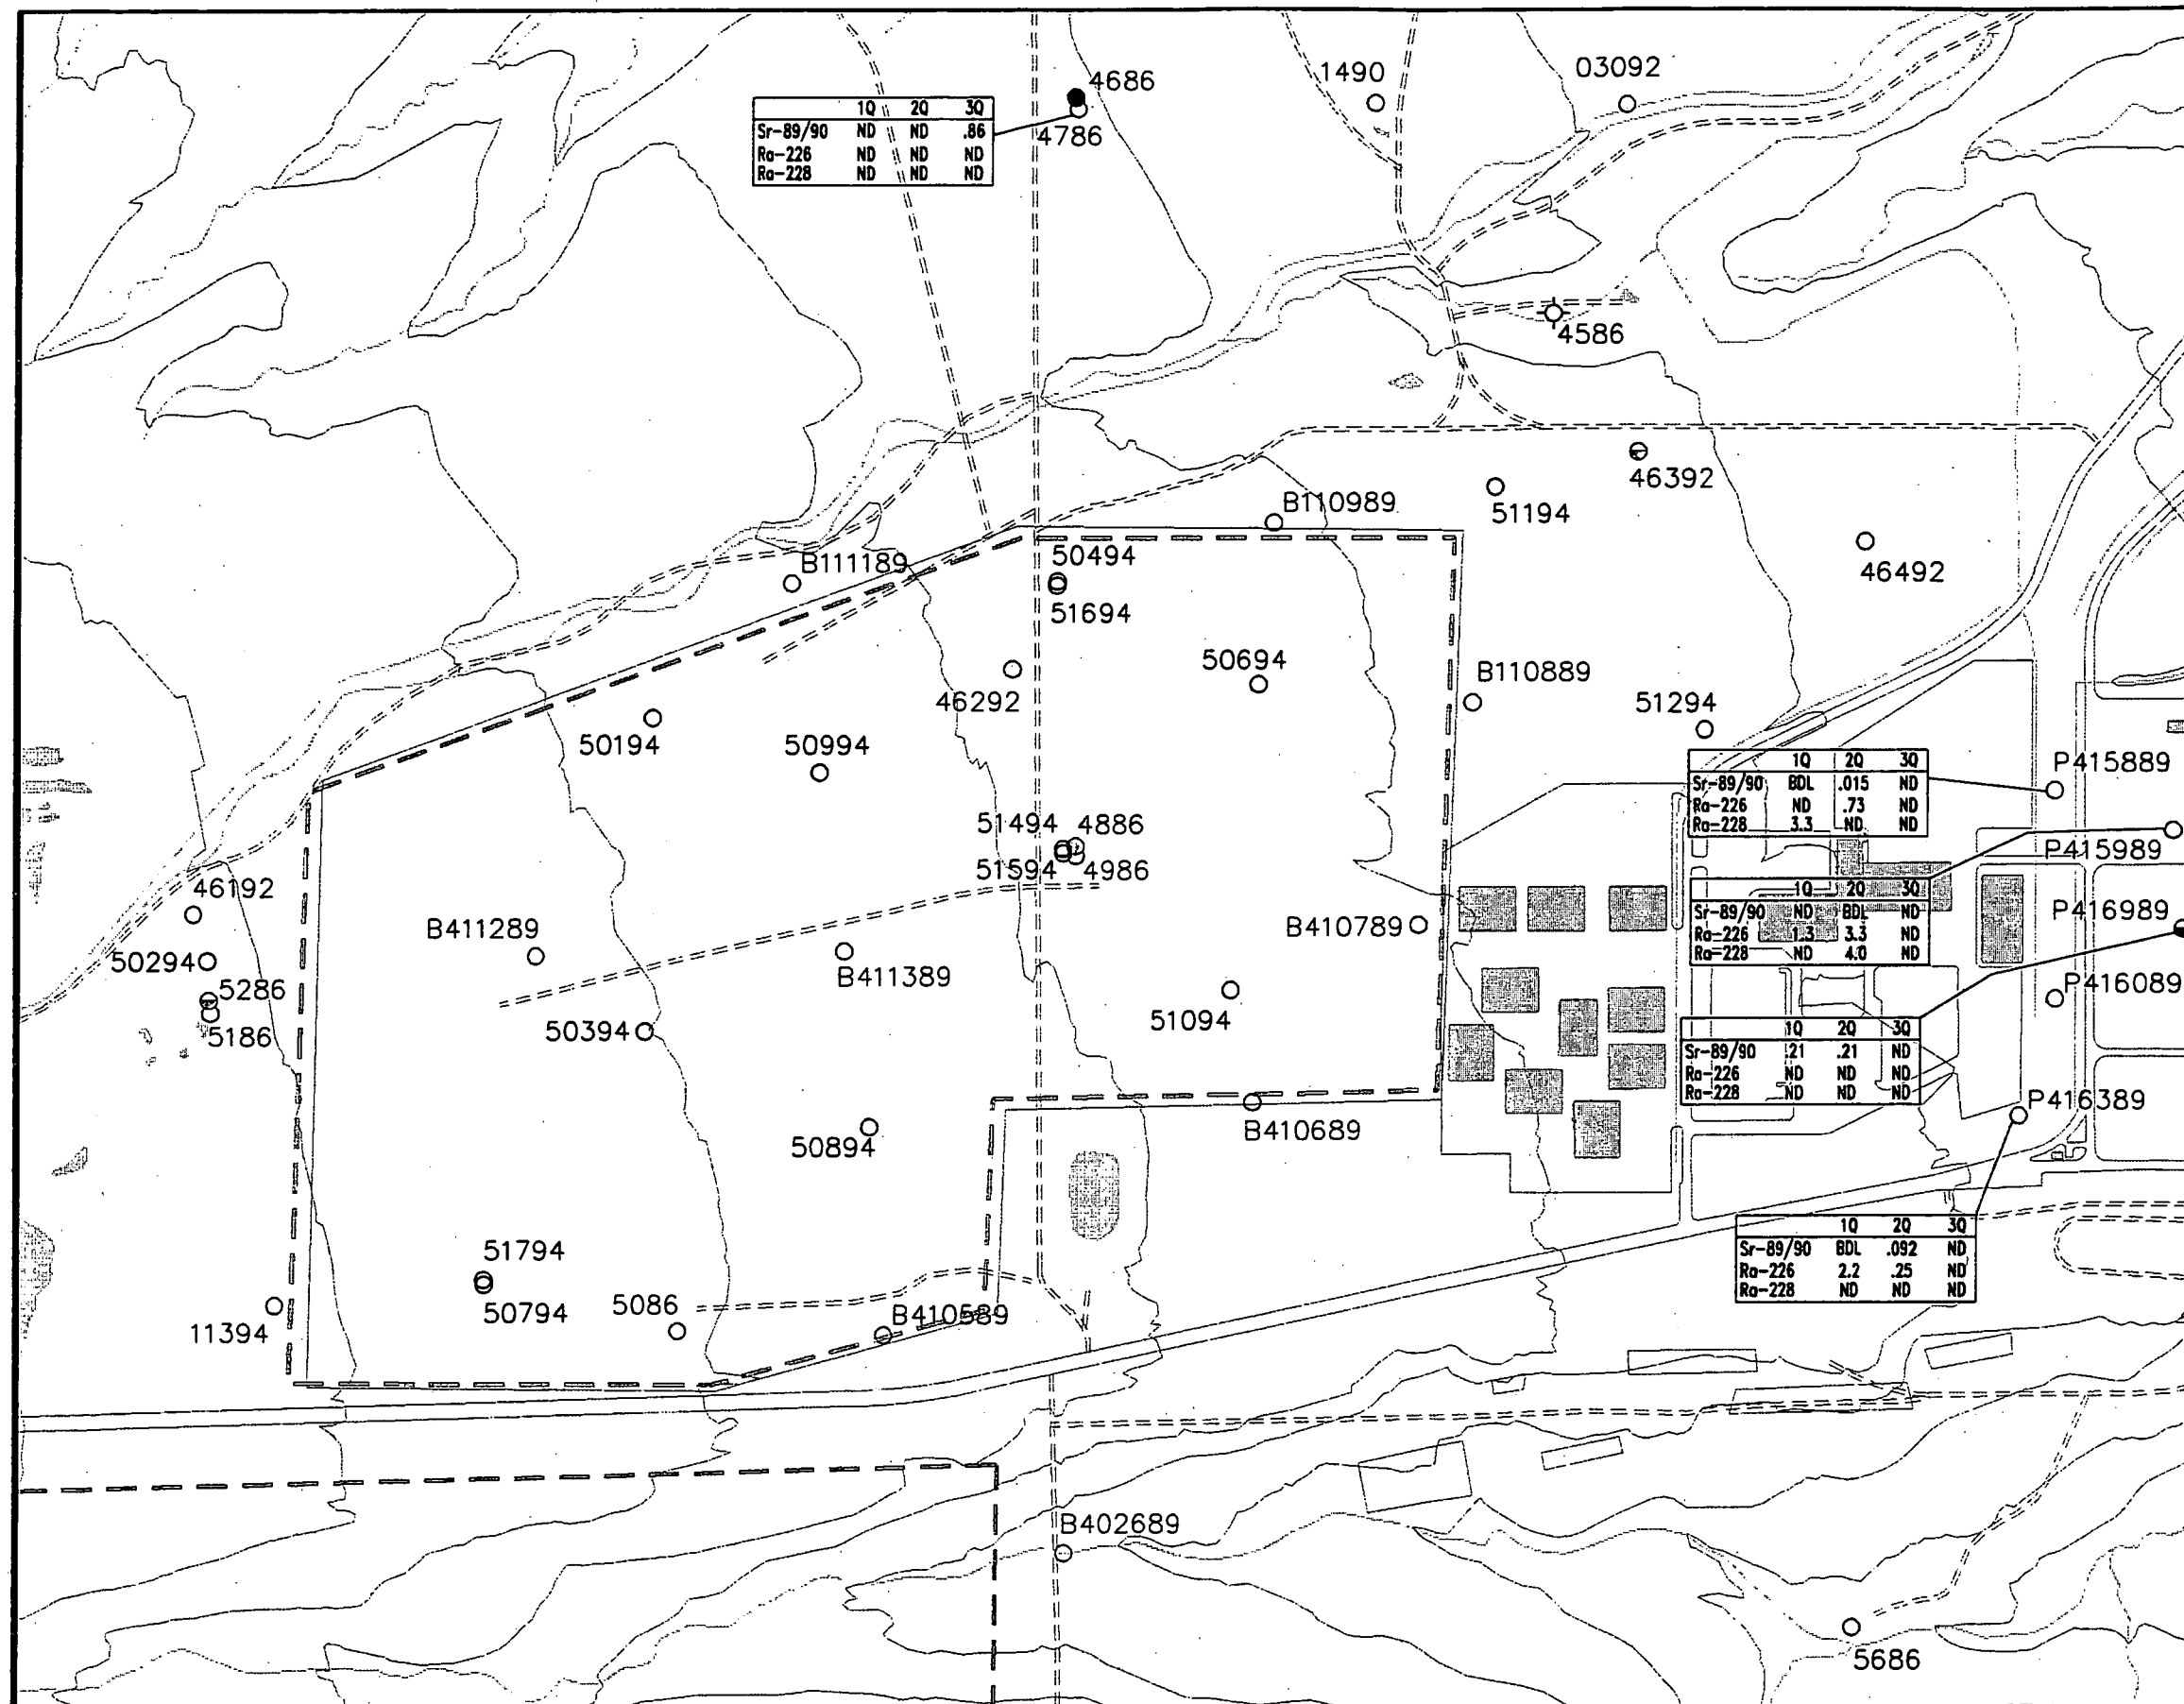 4686
1490
03092
1Q 2Q 3Q
Sr-89/90 ND ND .86
Ra-226 ND ND ND
Ra-228 ND ND ND
4786
4586
46392
B110989
51194
50494
B111189
46492
51694
50694
46292
B110889
51294
50194
50994
1Q 2Q 3Q
Sr-89/90 BDL .015 ND
Ra-226 ND .73 ND
Ra-228 3.3 ND ND
P415889
51494 4886
51594 4986
P415989
46192
1Q 2Q 3Q
Sr-89/90 ND BDL ND
Ra-226 1.3 3.3 ND
Ra-228 ND 4.0 ND
P416989
B411289
B410789
50294
B411389
5286
P416089
5186
50394
51094
1Q 2Q 3Q
Sr-89/90 .21 .21 ND
Ra-226 ND ND ND
Ra-228 ND ND ND
P416389
B410689
50894
51794
1Q 2Q 3Q
Sr-89/90 BDL .092 ND
Ra-226 2.2 .25 ND
Ra-228 ND ND ND
50794
5086
B410589
11394
B402689
5686